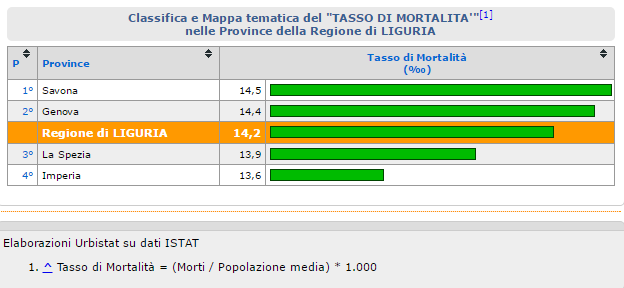 Classifica e Mappa tematica del "TASSO DI MORTALITA'"[1]
nelle Province della Regione di LIGURIA
P Province Tasso di Mortalità
(‰)
1° Savona 14,5
2° Genova 14,4
Regione di LIGURIA 14,2
3° La Spezia 13,9
4° Imperia 13,6
Elaborazioni Urbistat su dati ISTAT
1. ^ Tasso di Mortalità = (Morti / Popolazione media) * 1.000